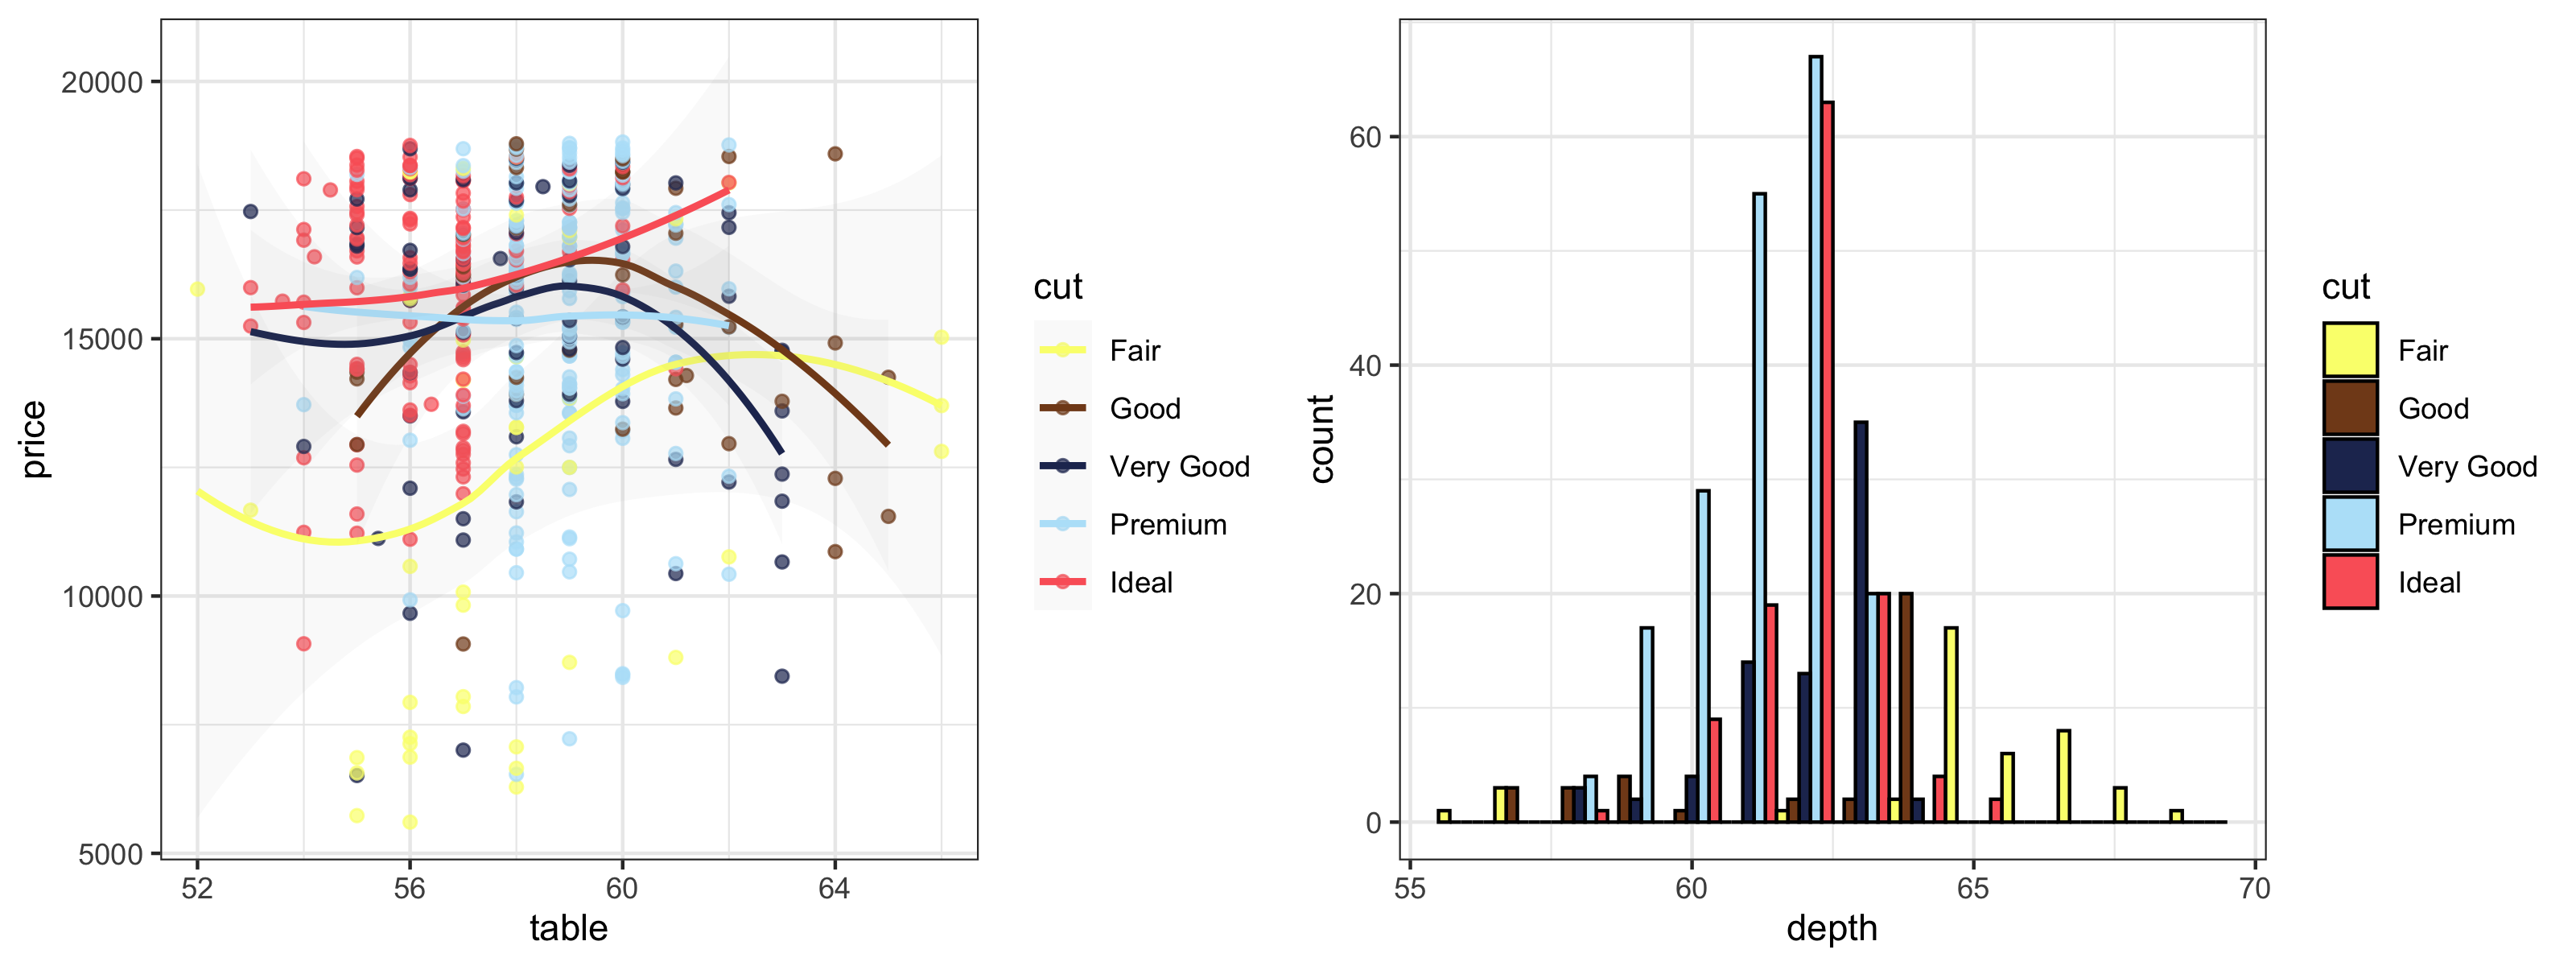 price
20000
15000
10000
5000
52 56 60 64
table
cut
Fair
Good
Very Good
Premium
Ideal
count
60
40
20
0
55 60 65 70
depth
cut
Fair
Good
Very Good
Premium
Ideal